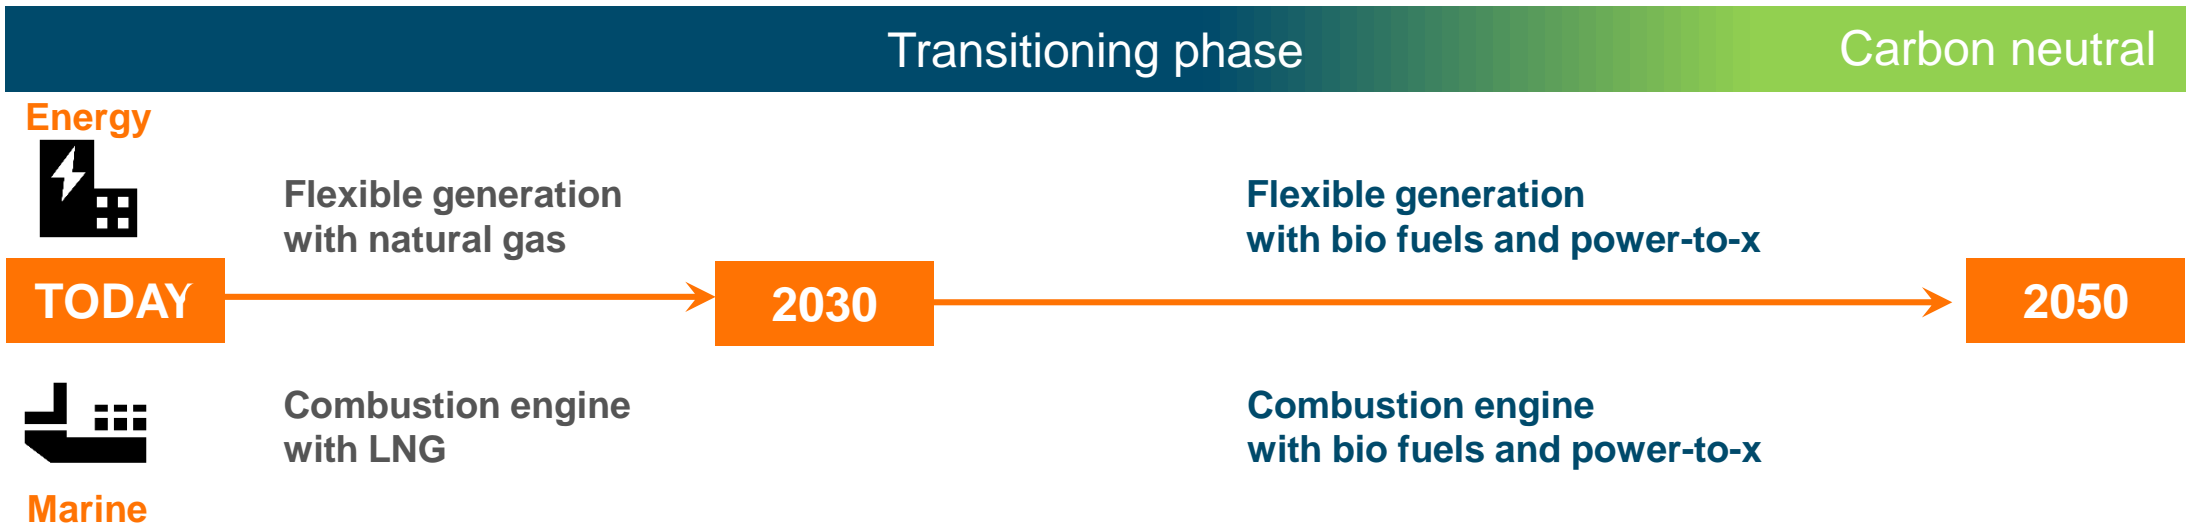 Transitioning phase
Carbon neutral
Energy
Flexible generation
with natural gas
Flexible generation
with bio fuels and power-to-x
TODAY
2030
2050
Combustion engine
with LNG
Combustion engine
with bio fuels and power-to-x
Marine